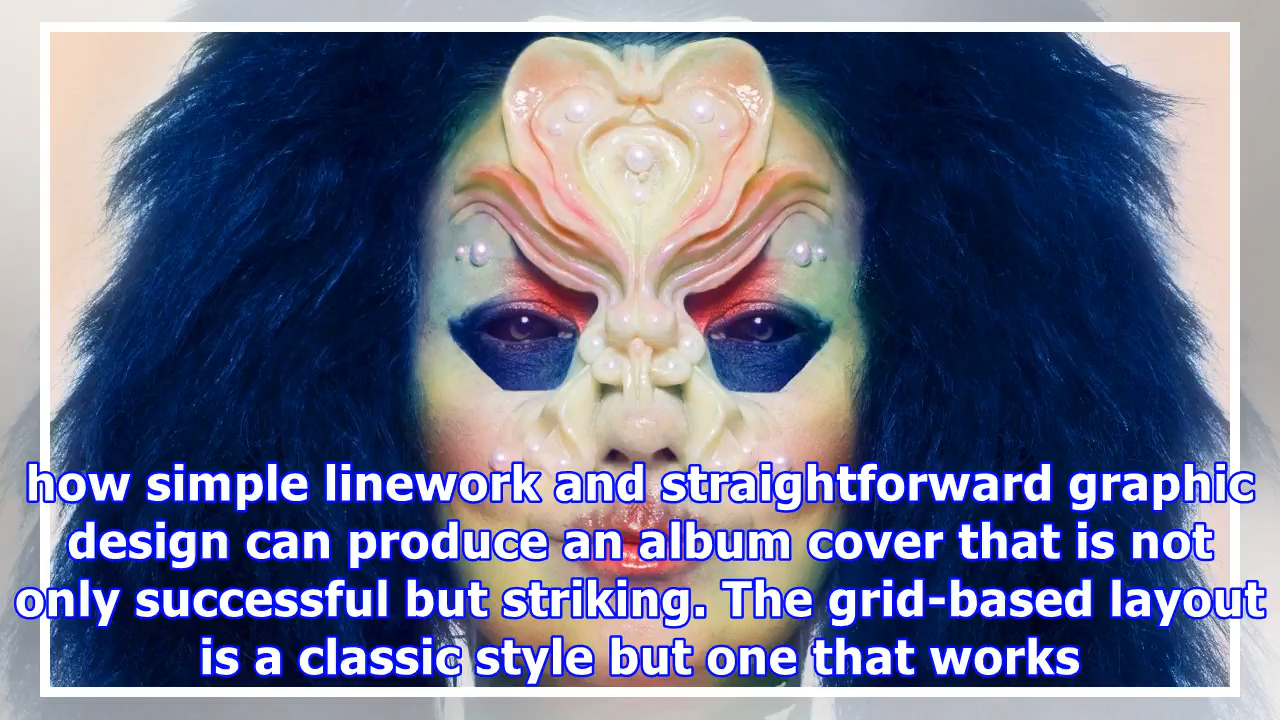 how simple linework and straightforward graphic
design can produce an album cover that is not
only successful but striking. The grid-based layout
is a classic style but one that works